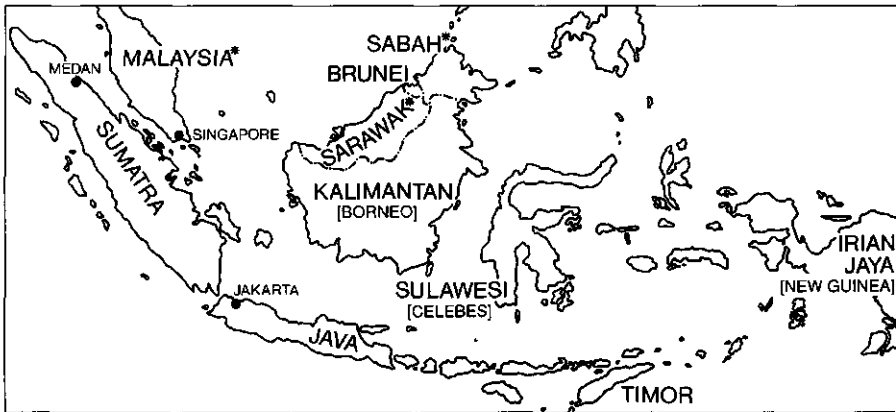 SABAH*
MALAYSIA*
MEDAN
BRUNEI
SARAWAK*
SINGAPORE
SUMATRA
KALIMANTAN
[BORNEO]
IRIAN
JAYA
[NEW GUINEA]
JAKARTA
SULAWESI
[CELEBES]
JAVA
TIMOR